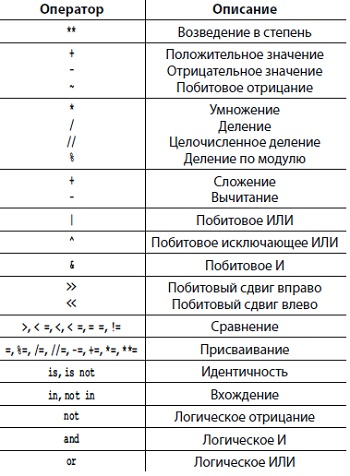 Оператор Описание
** Возведение в степень
+ Положительное значение
- Отрицательное значение
~ Побитовое отрицание
* Умножение
/ Деление
// Целочисленное деление
% Деление по модулю
+ Сложение
- Вычитание
| Побитовое ИЛИ
^ Побитовое исключающее ИЛИ
& Побитовое И
>> Побитовый сдвиг вправо
<< Побитовый сдвиг влево
>, < =, <, < =, = =, != Сравнение
=, %=, /=, //=, -=, +=, *=, **= Присваивание
is, is not Идентичность
in, not in Вхождение
not Логическое отрицание
and Логическое И
or Логическое ИЛИ